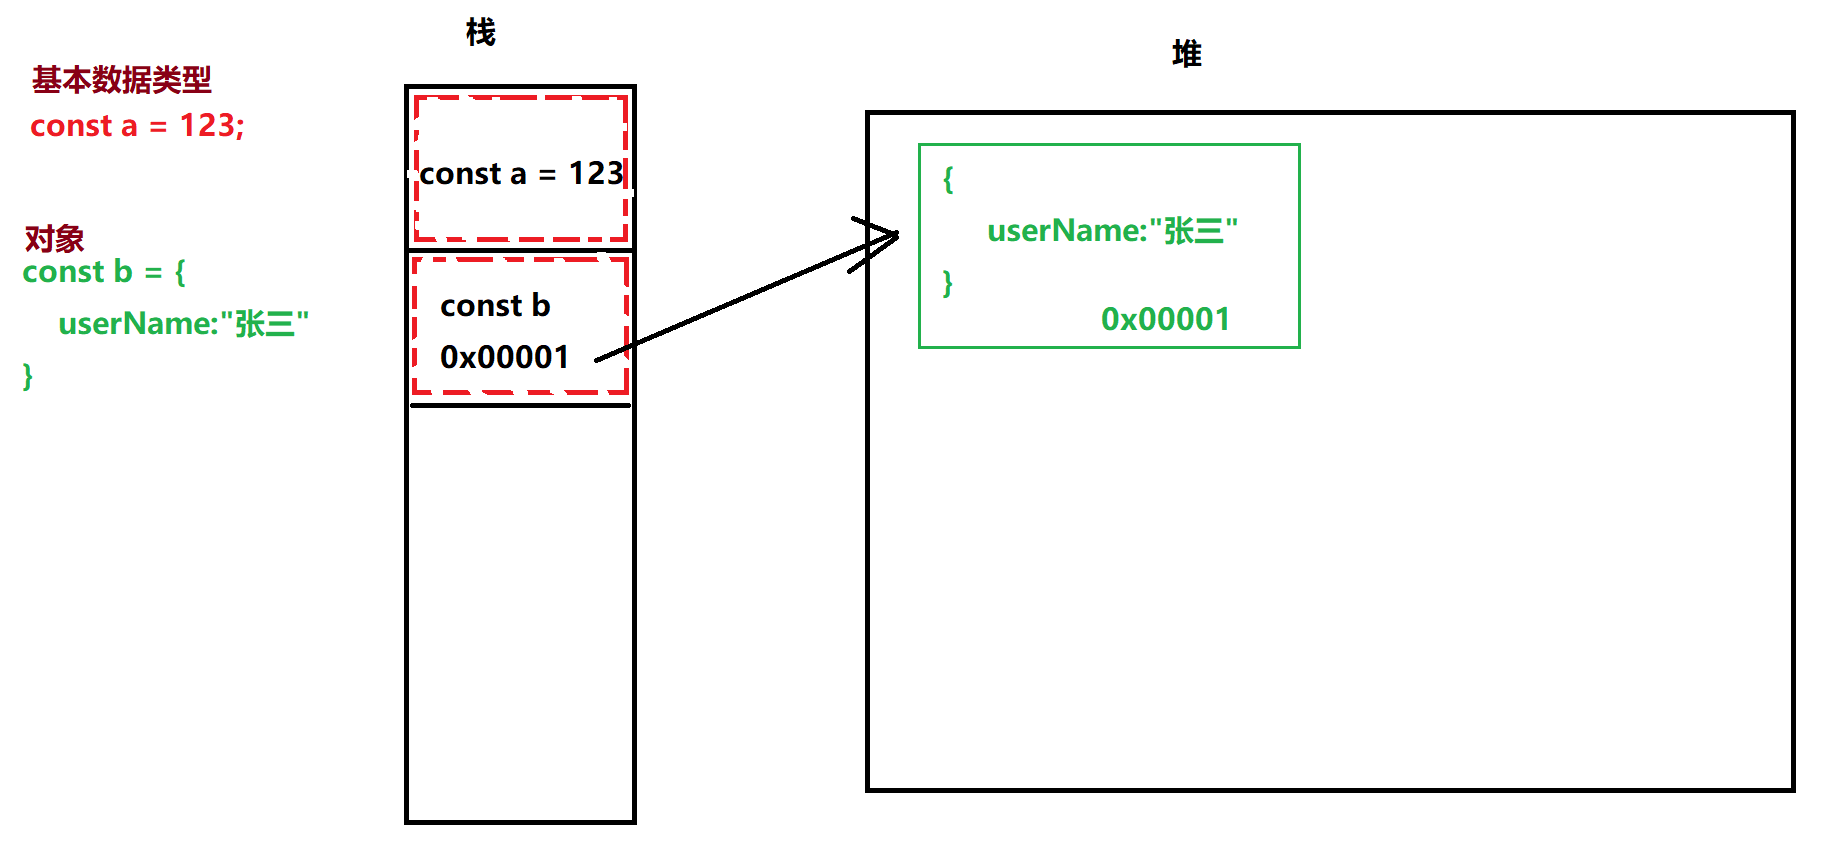 栈
堆
基本数据类型
const a = 123;
对象
const b = {
userName:"张三"
}
const a = 123
const b
0x00001
{
userName:"张三"
}
0x00001